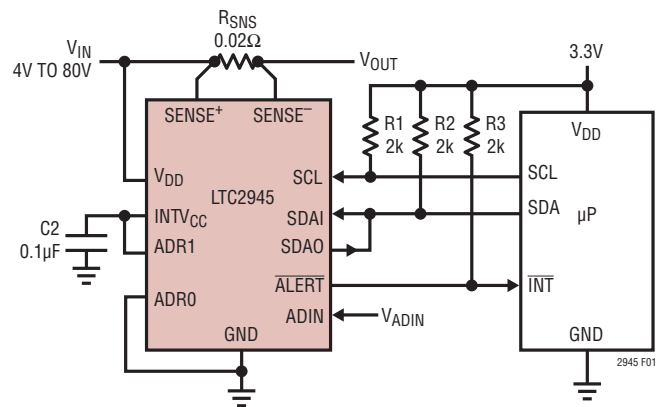 R_SNS
0.02Ω
V_IN
4V TO 80V
V_OUT
3.3V
SENSE⁺
SENSE⁻
R1
2k
R2
2k
R3
2k
V_DD
V_DD
LTC2945
SCL
SCL
INTV_CC
SDAI
SDA
µP
C2
0.1µF
ADR1
SDAO
ALERT
INT
ADR0
ADIN
V_ADIN
GND
GND
2945 F01